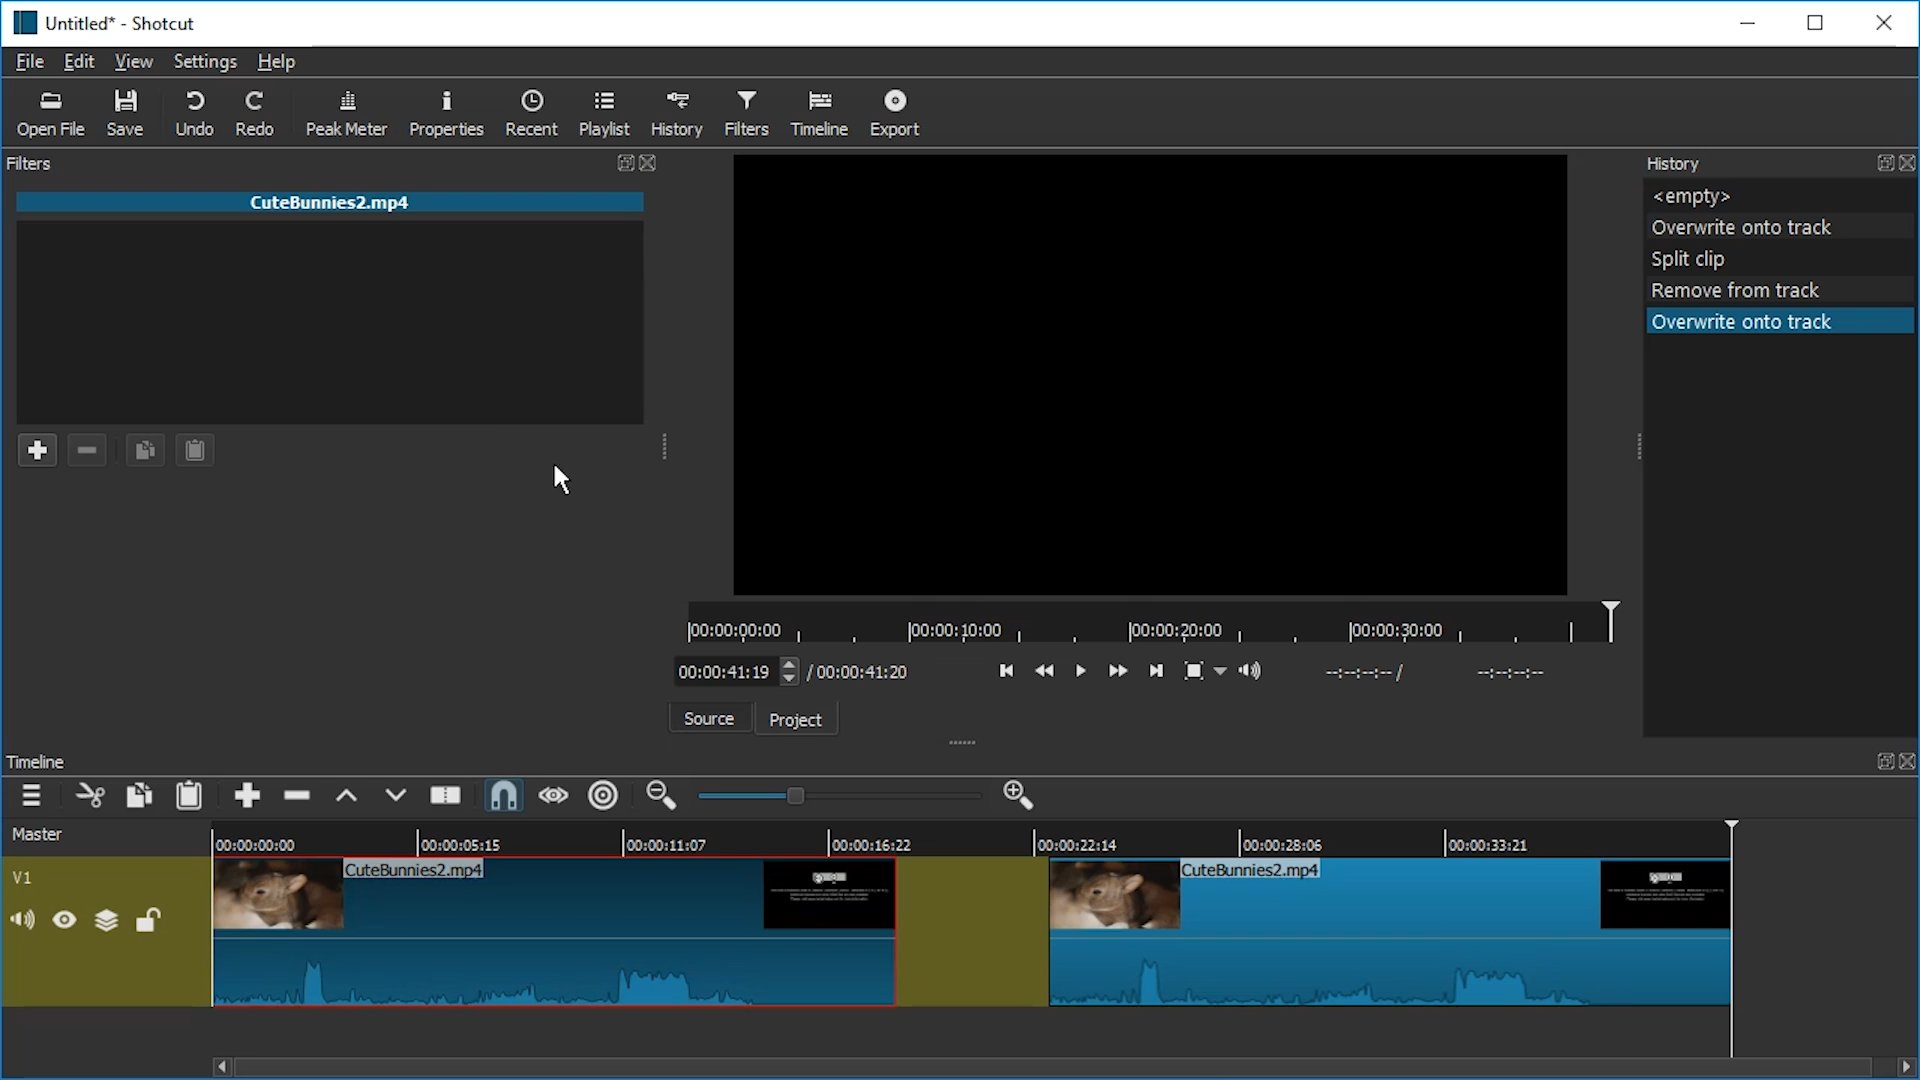 Untitled* - Shotcut
File Edit View Settings Help
Open File Save Undo Redo Peak Meter Properties Recent Playlist History Filters Timeline Export
Filters
CuteBunnies2.mp4
History
<empty>
Overwrite onto track
Split clip
Remove from track
Overwrite onto track
00:00:00:00 00:00:10:00 00:00:20:00 00:00:30:00
00:00:41:19 / 00:00:41:20 --:--:--:-- / --:--:--:--
Source Project
Timeline
Master
00:00:00:00 00:00:05:15 00:00:11:07 00:00:16:22 00:00:22:14 00:00:28:06 00:00:33:21
V1
CuteBunnies2.mp4 CuteBunnies2.mp4